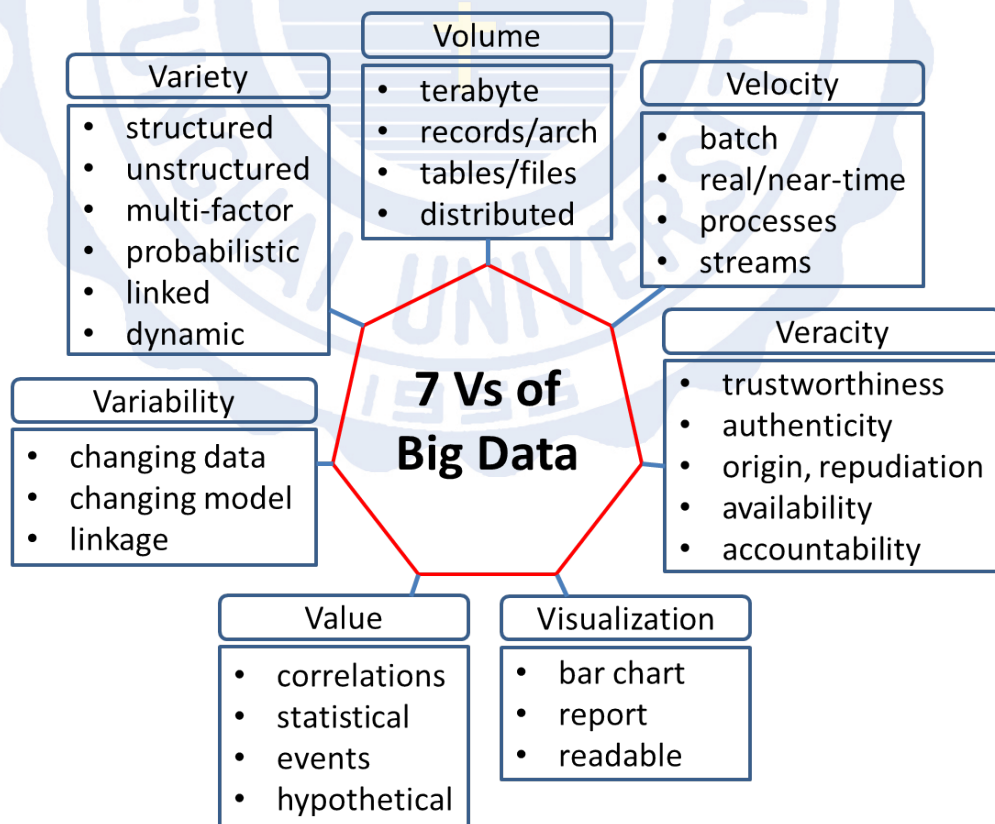 Volume
• terabyte
• records/arch
• tables/files
• distributed
Velocity
• batch
• real/near-time
• processes
• streams
Veracity
• trustworthiness
• authenticity
• origin, repudiation
• availability
• accountability
Visualization
• bar chart
• report
• readable
Value
• correlations
• statistical
• events
• hypothetical
Variability
• changing data
• changing model
• linkage
Variety
• structured
• unstructured
• multi-factor
• probabilistic
• linked
• dynamic
7 Vs of
Big Data
UNIVERSITY
1955